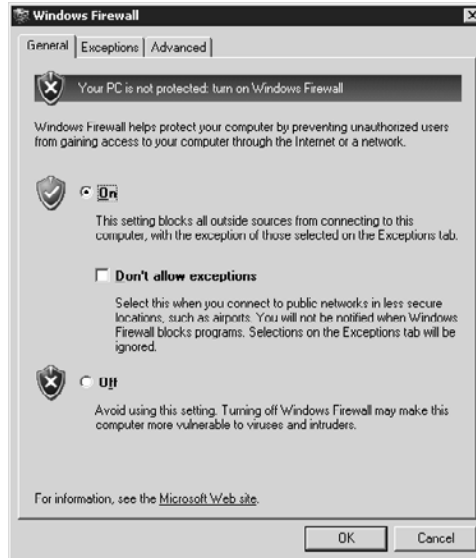 Windows Firewall
General Exceptions Advanced
Your PC is not protected: turn on Windows Firewall
Windows Firewall helps protect your computer by preventing unauthorized users
from gaining access to your computer through the Internet or a network.
On
This setting blocks all outside sources from connecting to this
computer, with the exception of those selected on the Exceptions tab.
Don't allow exceptions
Select this when you connect to public networks in less secure
locations, such as airports. You will not be notified when Windows
Firewall blocks programs. Selections on the Exceptions tab will be
ignored.
Off
Avoid using this setting. Turning off Windows Firewall may make this
computer more vulnerable to viruses and intruders.
For information, see the Microsoft Web site.
OK Cancel